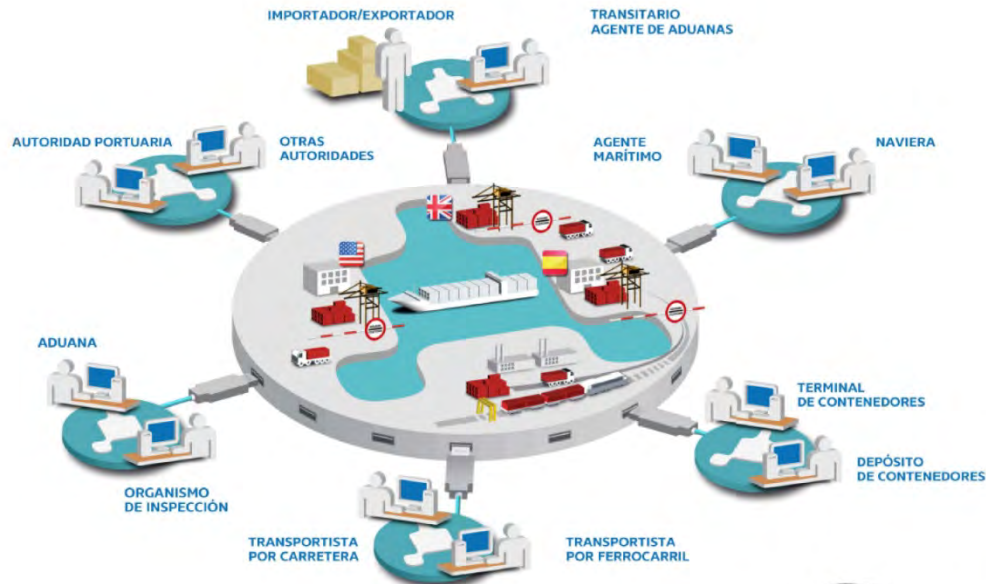 IMPORTADOR/EXPORTADOR
TRANSITARIO
AGENTE DE ADUANAS
AUTORIDAD PORTUARIA
OTRAS
AUTORIDADES
AGENTE
MARÍTIMO
NAVIERA
ADUANA
ORGANISMO
DE INSPECCIÓN
TERMINAL
DE CONTENEDORES
DEPÓSITO
DE CONTENEDORES
TRANSPORTISTA
POR CARRETERA
TRANSPORTISTA
POR FERROCARRIL